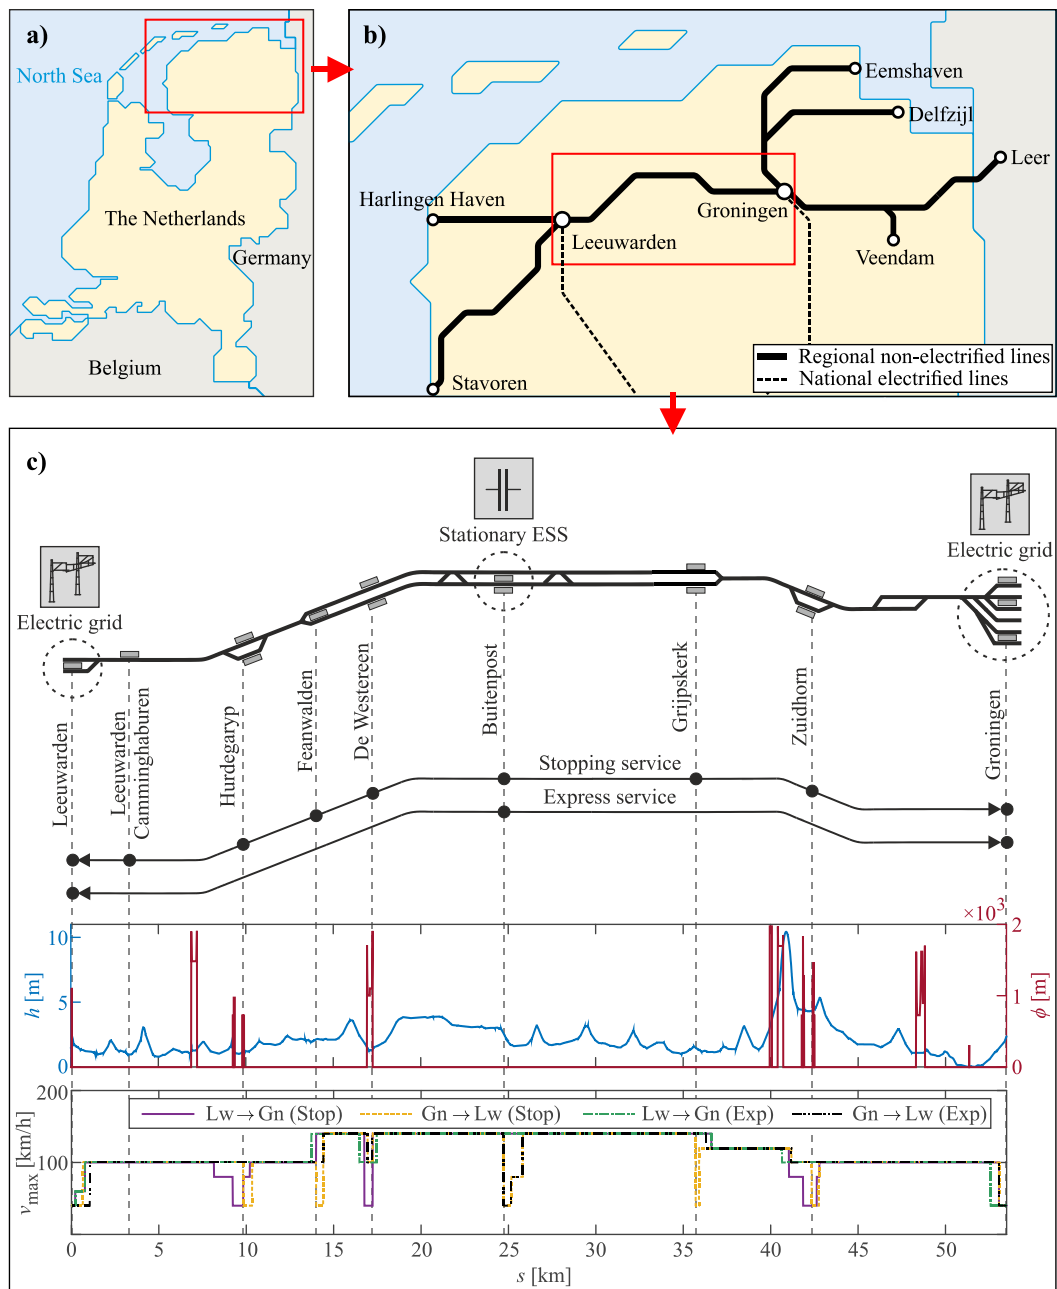 a)
North Sea
The Netherlands
Germany
Belgium
b)
Eemshaven
Delfzijl
Leer
Harlingen Haven
Groningen
Leeuwarden
Veendam
Stavoren
Regional non-electrified lines
National electrified lines
c)
Stationary ESS
Electric grid
Electric grid
Leeuwarden
Leeuwarden
Camminghaburen
Hurdegaryp
Feanwalden
De Westereen
Buitenpost
Grijpskerk
Zuidhorn
Groningen
Stopping service
Express service
×10³
10
5
0
h [m]
2
1
0
ϕ [m]
200
100
v_max [km/h]
Lw → Gn (Stop)
Gn → Lw (Stop)
Lw → Gn (Exp)
Gn → Lw (Exp)
0 5 10 15 20 25 30 35 40 45 50
s [km]